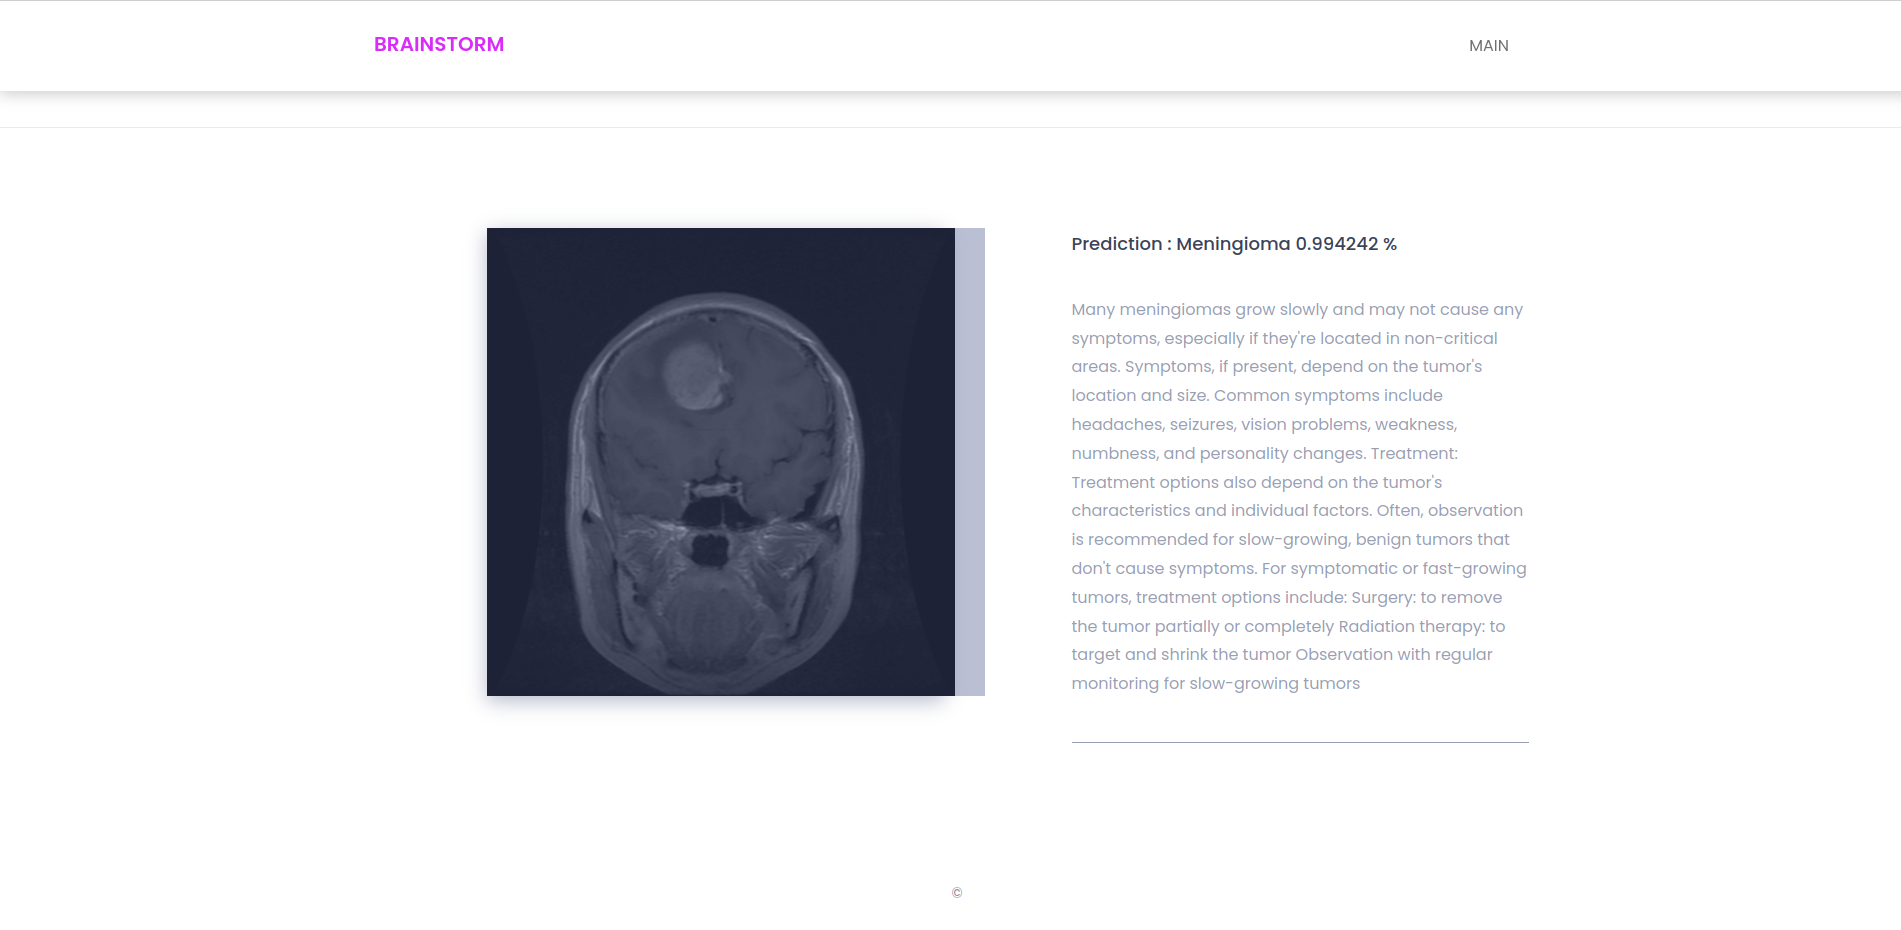 BRAINSTORM
MAIN
Prediction : Meningioma 0.994242 %
Many meningiomas grow slowly and may not cause any
symptoms, especially if they're located in non-critical
areas. Symptoms, if present, depend on the tumor's
location and size. Common symptoms include
headaches, seizures, vision problems, weakness,
numbness, and personality changes. Treatment:
Treatment options also depend on the tumor's
characteristics and individual factors. Often, observation
is recommended for slow-growing, benign tumors that
don't cause symptoms. For symptomatic or fast-growing
tumors, treatment options include: Surgery: to remove
the tumor partially or completely Radiation therapy: to
target and shrink the tumor Observation with regular
monitoring for slow-growing tumors
©